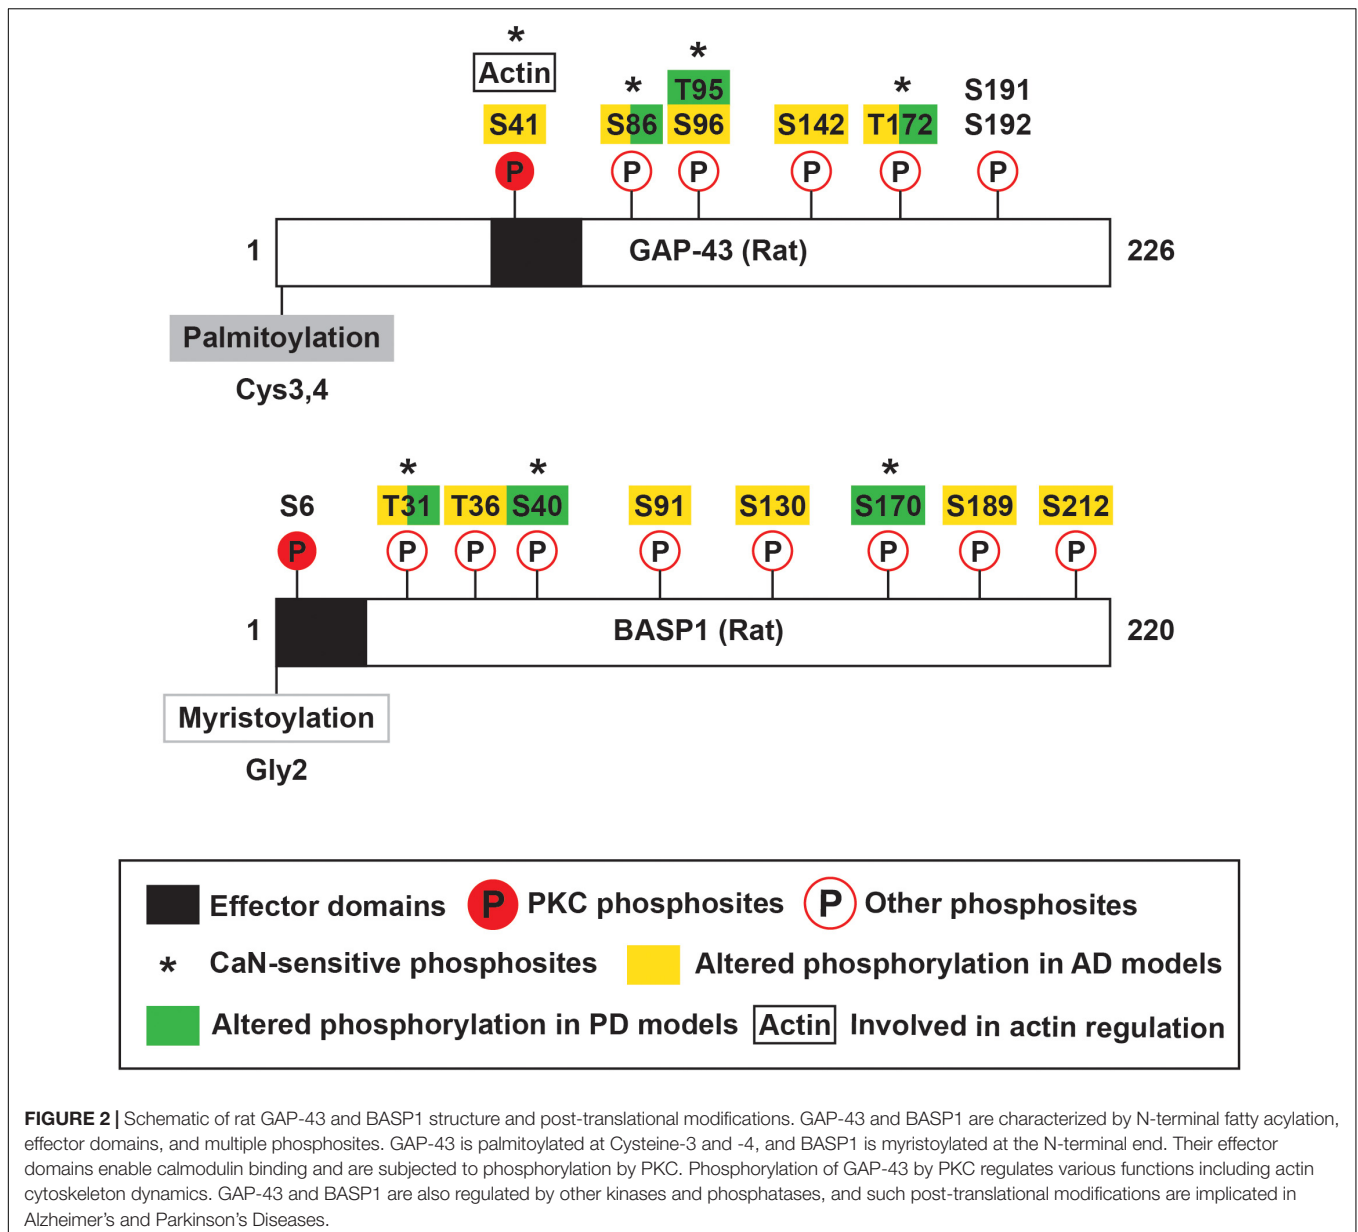 * *
Actin * T95 * S191
S41 S86 S96 S142 T172 S192
P P P P P P
1 GAP-43 (Rat) 226
Palmitoylation
Cys3,4
* * *
S6 T31 T36 S40 S91 S130 S170 S189 S212
P P P P P P P P P
1 BASP1 (Rat) 220
Myristoylation
Gly2
Effector domains P PKC phosphosites P Other phosphosites
* CaN-sensitive phosphosites Altered phosphorylation in AD models
Altered phosphorylation in PD models Actin Involved in actin regulation
FIGURE 2 | Schematic of rat GAP-43 and BASP1 structure and post-translational modifications. GAP-43 and BASP1 are characterized by N-terminal fatty acylation,
effector domains, and multiple phosphosites. GAP-43 is palmitoylated at Cysteine-3 and -4, and BASP1 is myristoylated at the N-terminal end. Their effector
domains enable calmodulin binding and are subjected to phosphorylation by PKC. Phosphorylation of GAP-43 by PKC regulates various functions including actin
cytoskeleton dynamics. GAP-43 and BASP1 are also regulated by other kinases and phosphatases, and such post-translational modifications are implicated in
Alzheimer's and Parkinson's Diseases.